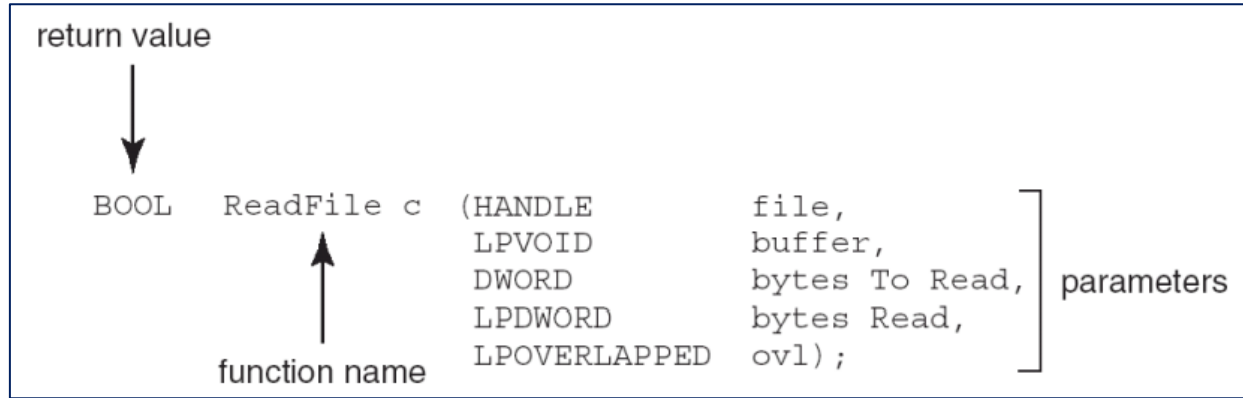 return value
BOOL ReadFile c (HANDLE file,
LPVOID buffer,
DWORD bytes To Read,
LPDWORD bytes Read,
LPOVERLAPPED ovl);
parameters
function name